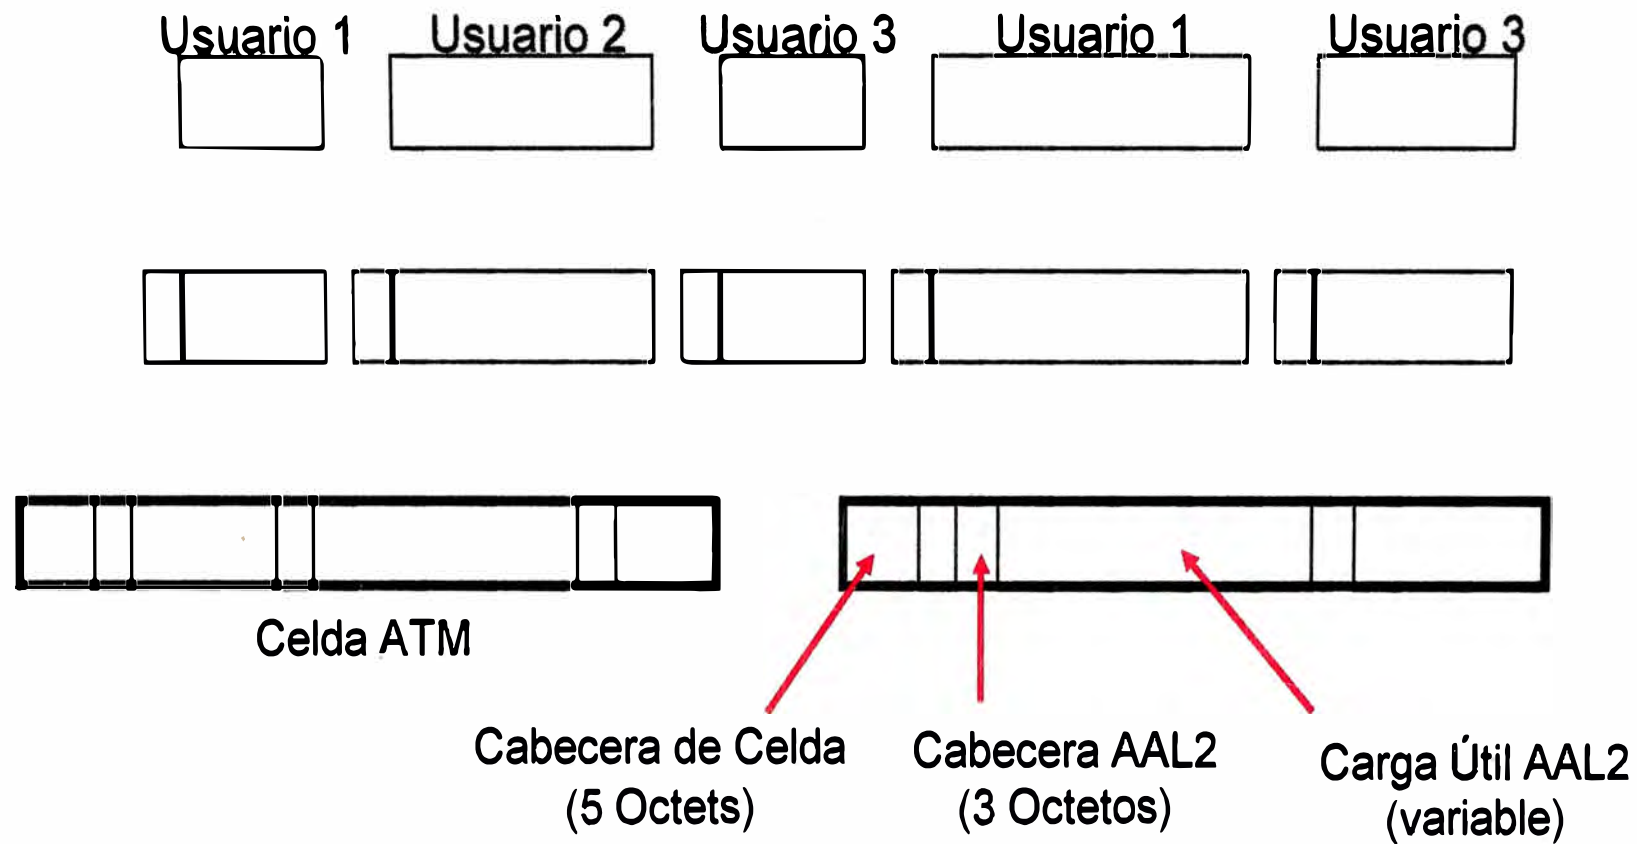 Usuario 1 Usuario 2 Usuario 3 Usuario 1 Usuario 3
Celda ATM
Cabecera de Celda
(5 Octets)
Cabecera AAL2
(3 Octetos)
Carga Útil AAL2
(variable)